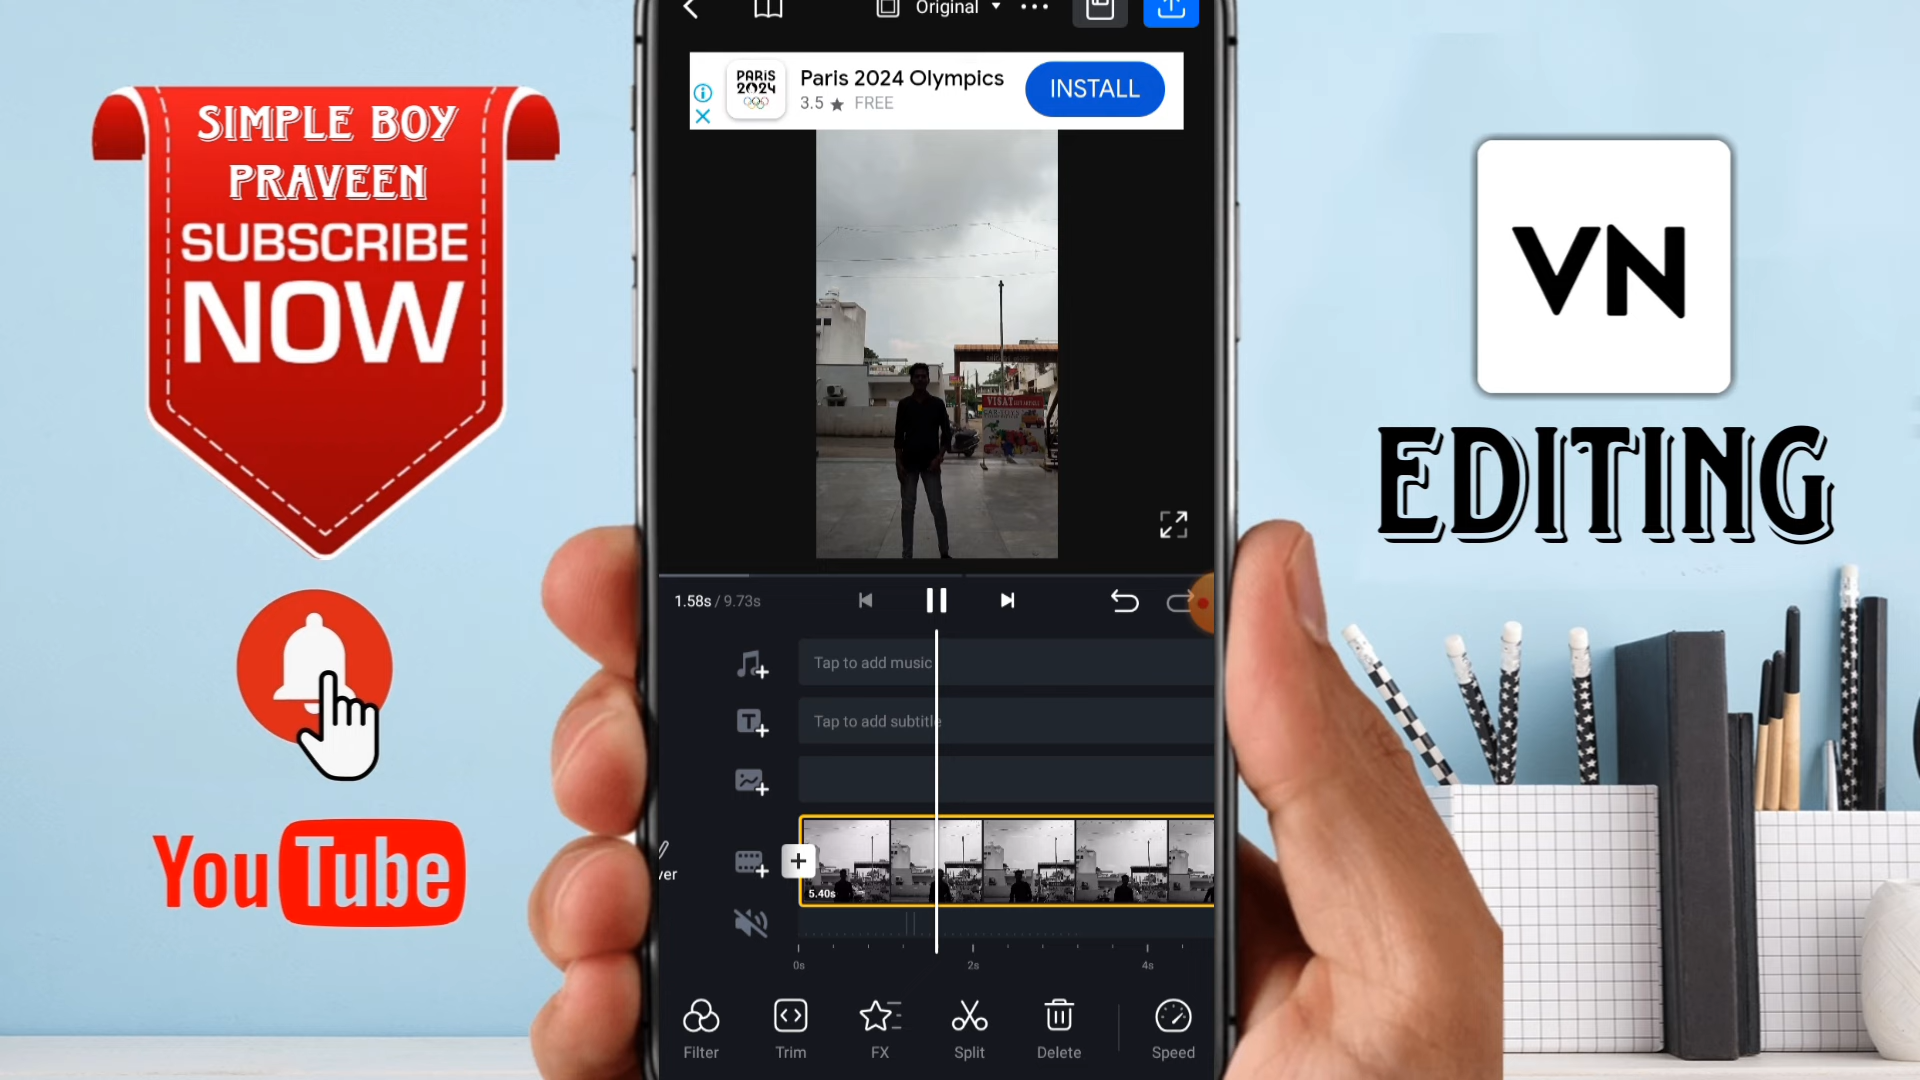 SIMPLE BOY
PRAVEEN
SUBSCRIBE
NOW
YouTube
Original
PARIS
2024
Paris 2024 Olympics
3.5 ★ FREE
INSTALL
VISAT
1.58s / 9.73s
Tap to add music
Tap to add subtitle
ver
5.40s
0s 2s 4s
Filter Trim FX Split Delete Speed
VN
EDITING